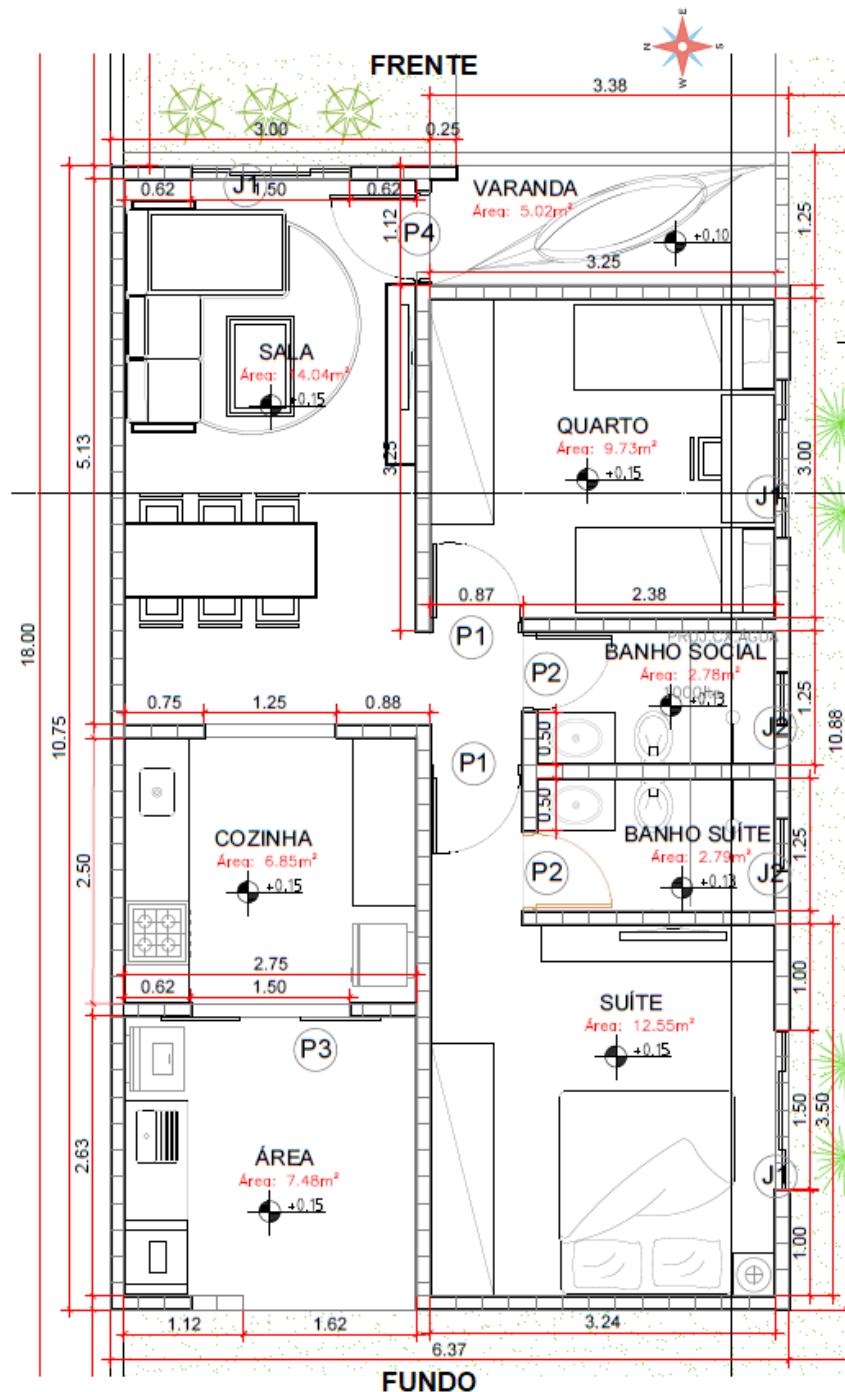 E
N
S
W
FRENTE
3.38
3.00
0.25
0.62
J1
1.50
0.62
VARANDA
Área: 5.02m²
1.12
P4
+0,10
1.25
3.25
SALA
Área: 14.04m²
+0,15
QUARTO
Área: 9.73m²
+0,15
5.13
3.25
3.00
J1
0.87
2.38
18.00
P1
PROJ.CX.ÁGUA
BANHO SOCIAL
Área: 2.78m²
P2
+0,13
1.25
0.75
1.25
0.88
J2
10.75
10.88
0.50
P1
0.50
COZINHA
Área: 6.85m²
+0,15
BANHO SUÍTE
Área: 2.79m²
P2
+0,13
J2
1.25
2.50
2.75
0.62
1.50
P3
SUÍTE
Área: 12.55m²
+0,15
1.00
1.50
3.50
2.63
ÁREA
Área: 7.48m²
+0,15
J1
1.00
1.12
1.62
3.24
6.37
FUNDO